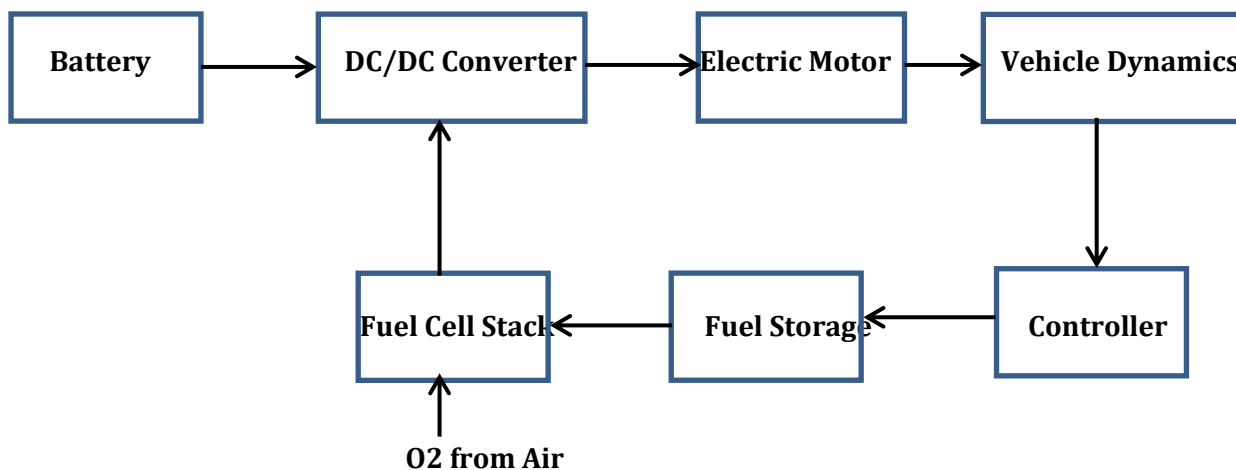 Battery
DC/DC Converter
Electric Motor
Vehicle Dynamics
Fuel Cell Stack
Fuel Storage
Controller
O2 from Air